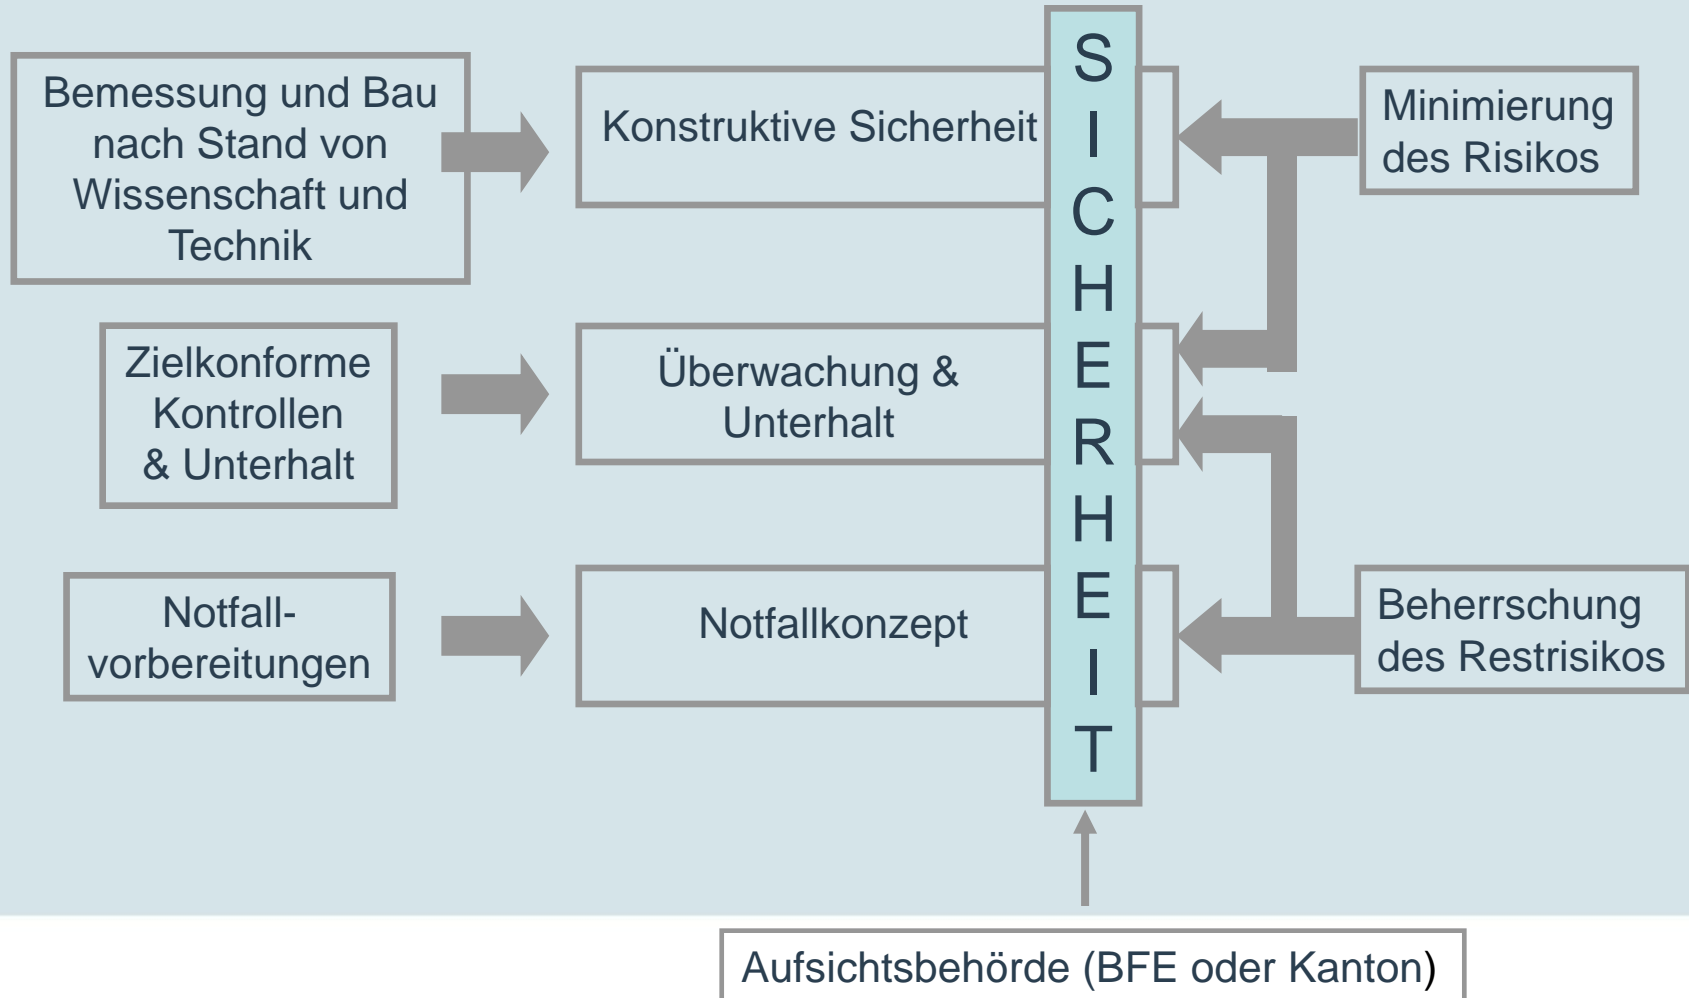 Bemessung und Bau
nach Stand von
Wissenschaft und
Technik
Konstruktive Sicherheit
Minimierung
des Risikos
Zielkonforme
Kontrollen
& Unterhalt
Überwachung &
Unterhalt
Notfall-
vorbereitungen
Notfallkonzept
Beherrschung
des Restrisikos
S
I
C
H
E
R
H
E
I
T
Aufsichtsbehörde (BFE oder Kanton)